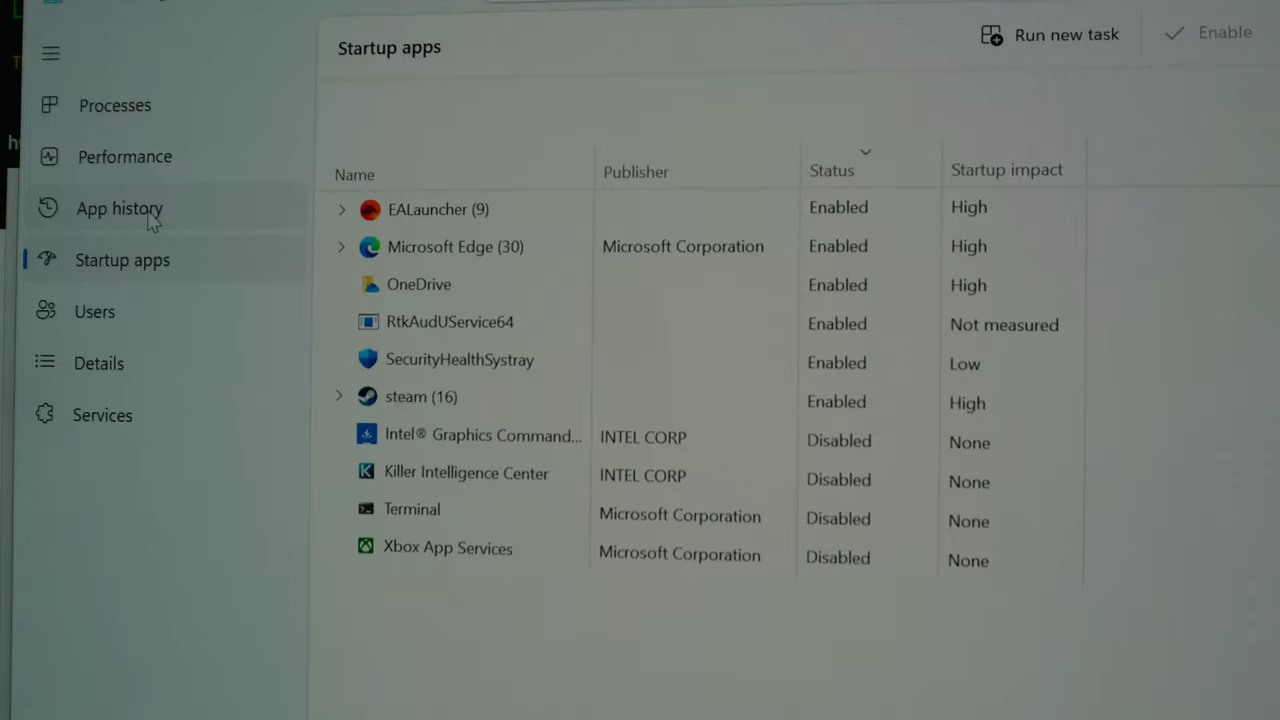 Startup apps
Run new task
Enable
Processes
Performance
App history
Startup apps
Users
Details
Services
Name Publisher Status Startup impact
EALauncher (9) Enabled High
Microsoft Edge (30) Microsoft Corporation Enabled High
OneDrive Enabled High
RtkAudUService64 Enabled Not measured
SecurityHealthSystray Enabled Low
steam (16) Enabled High
Intel® Graphics Command... INTEL CORP Disabled None
Killer Intelligence Center INTEL CORP Disabled None
Terminal Microsoft Corporation Disabled None
Xbox App Services Microsoft Corporation Disabled None